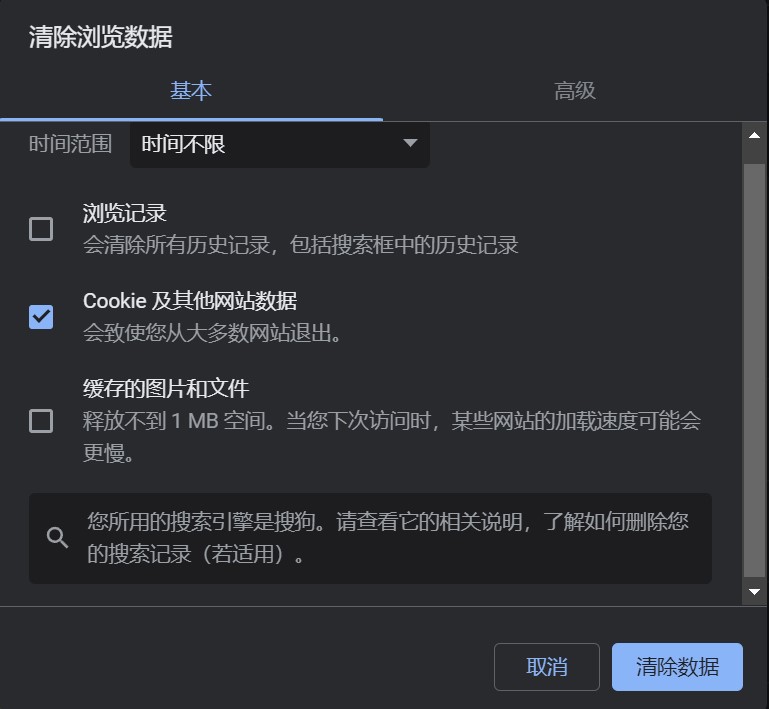 清除浏览数据
基本
高级
时间范围
时间不限
浏览记录
会清除所有历史记录，包括搜索框中的历史记录
Cookie 及其他网站数据
会致使您从大多数网站退出。
缓存的图片和文件
释放不到 1 MB 空间。当您下次访问时，某些网站的加载速度可能会
更慢。
您所用的搜索引擎是搜狗。请查看它的相关说明，了解如何删除您
的搜索记录（若适用）。
取消
清除数据